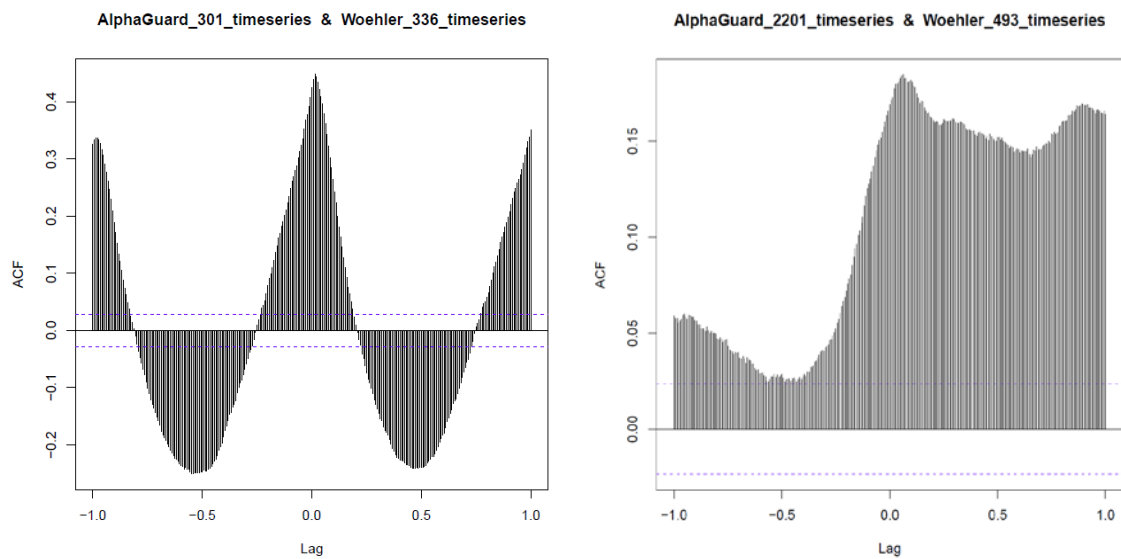 AlphaGuard_301_timeseries & Woehler_336_timeseries
ACF
0.4
0.3
0.2
0.1
0.0
−0.1
−0.2
−1.0 −0.5 0.0 0.5 1.0
Lag
AlphaGuard_2201_timeseries & Woehler_493_timeseries
ACF
0.15
0.10
0.05
0.00
−1.0 −0.5 0.0 0.5 1.0
Lag